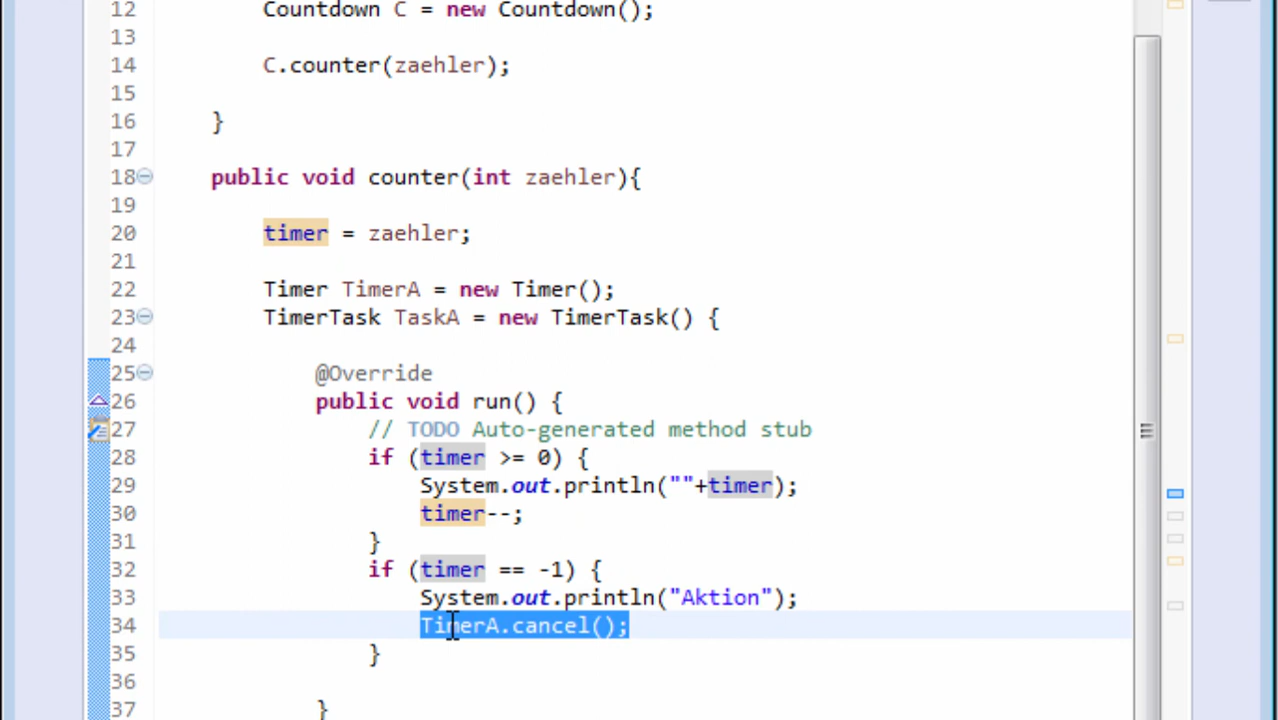 12 Countdown C = new Countdown();
13
14 C.counter(zaehler);
15
16 }
17
18 public void counter(int zaehler){
19
20 timer = zaehler;
21
22 Timer TimerA = new Timer();
23 TimerTask TaskA = new TimerTask() {
24
25 @Override
26 public void run() {
27 // TODO Auto-generated method stub
28 if (timer >= 0) {
29 System.out.println(""+timer);
30 timer--;
31 }
32 if (timer == -1) {
33 System.out.println("Aktion");
34 TimerA.cancel();
35 }
36
37 }